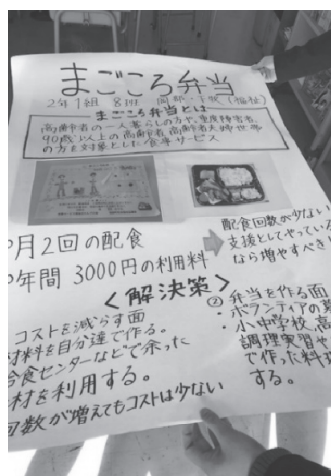 まごころ弁当
2年1組 8班 岡部・下代(福祉)
まごころ弁当とは
高齢者の一人暮らしの方や、重度障害者、
90歳以上の高齢者、高齢者夫婦世帯
の方を対象とした食事サービス
月2回の配食
年間 3000円の利用料
配食回数が少ない
支援としてやっている
なら増やすべき
<解決策>
コストを減らす面
材料を自分達で作る。
給食センターなどで余った
材を利用する。
回数が増えてもコストは少ない
② 弁当を作る面
・ボランティアの募
・小中学校、高
調理実習や
で作った料理
する。